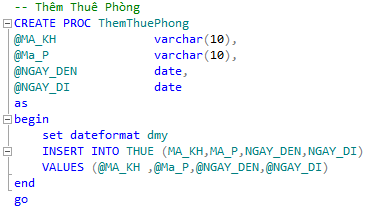 -- Thêm Thuê Phòng
CREATE PROC ThemThuePhong
@MA_KH varchar(10),
@Ma_P varchar(10),
@NGAY_DEN date,
@NGAY_DI date
as
begin
set dateformat dmy
INSERT INTO THUE (MA_KH,MA_P,NGAY_DEN,NGAY_DI)
VALUES (@MA_KH ,@Ma_P,@NGAY_DEN,@NGAY_DI)
end
go